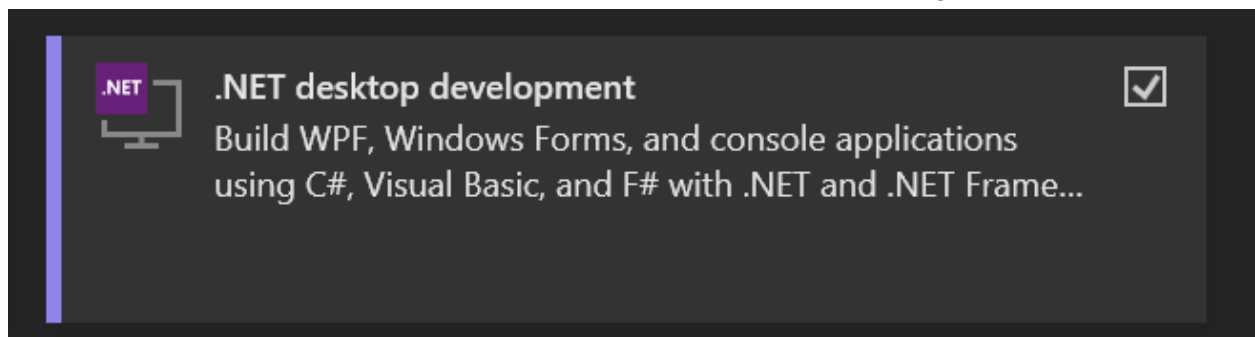 .NET
.NET desktop development
Build WPF, Windows Forms, and console applications
using C#, Visual Basic, and F# with .NET and .NET Frame...